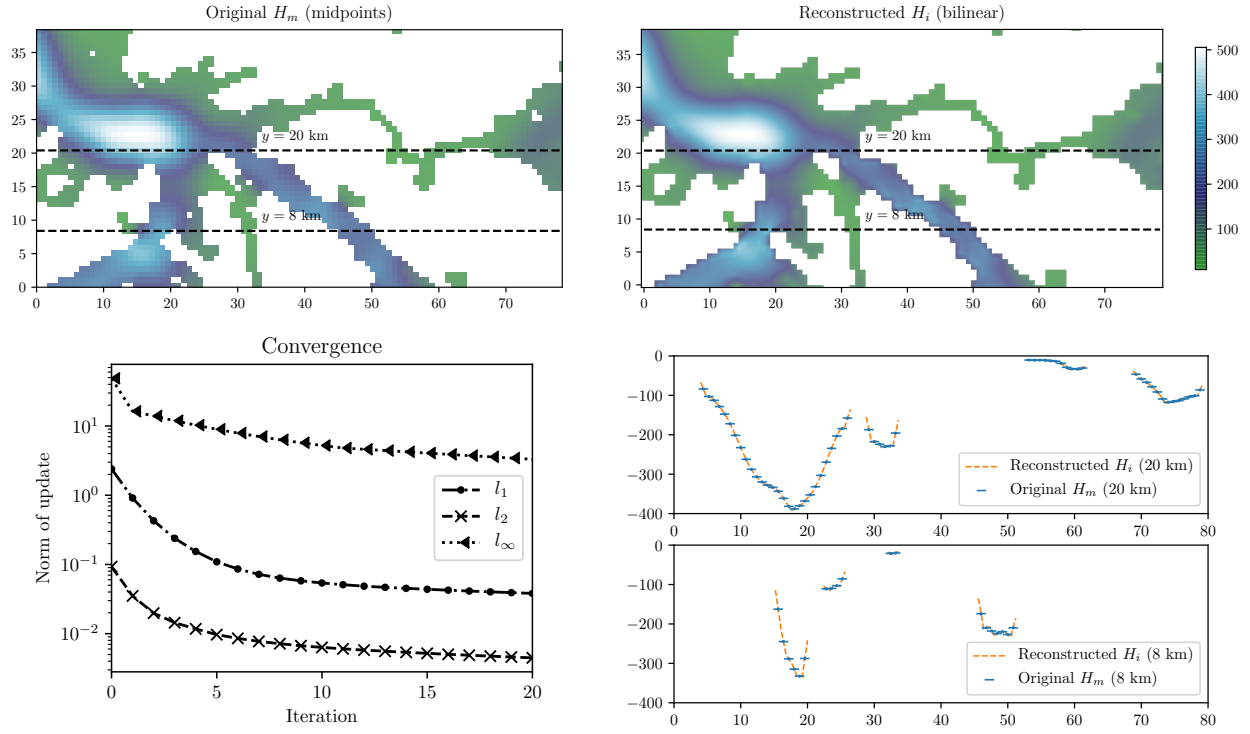 Original $H_m$ (midpoints)
35
30
25
20
15
10
5
0
y = 20 km
y = 8 km
0 10 20 30 40 50 60 70
Reconstructed $H_i$ (bilinear)
35
30
25
20
15
10
5
0
y = 20 km
y = 8 km
0 10 20 30 40 50 60 70
500
400
300
200
100
Convergence
Norm of update
10^1
10^0
10^{-1}
10^{-2}
$l_1$
$l_2$
$l_\infty$
0 5 10 15 20
Iteration
0
−100
−200
−300
−400
Reconstructed $H_i$ (20 km)
Original $H_m$ (20 km)
0 10 20 30 40 50 60 70 80
0
−100
−200
−300
−400
Reconstructed $H_i$ (8 km)
Original $H_m$ (8 km)
0 10 20 30 40 50 60 70 80